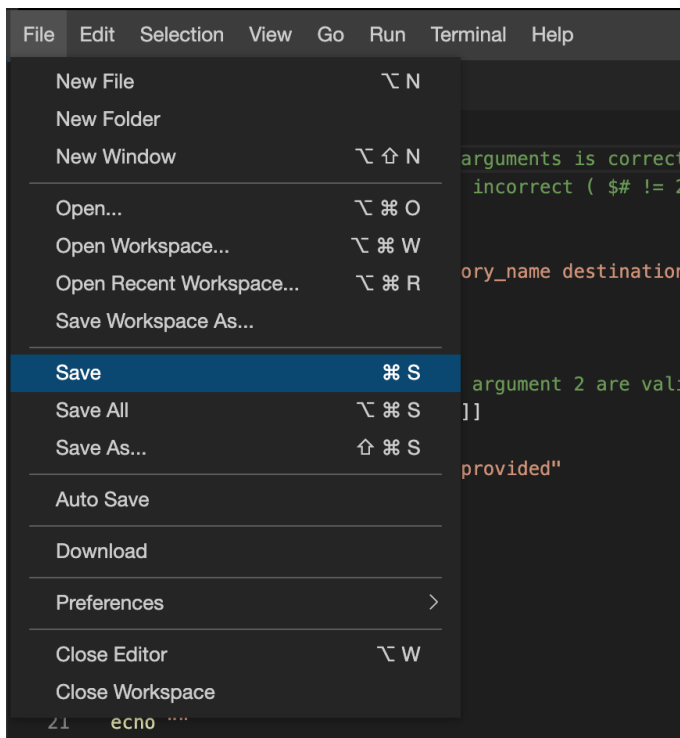 File Edit Selection View Go Run Terminal Help
New File ⌥ N
New Folder
New Window ⌥ ⇧ N
arguments is correct
incorrect ( $# != 2
Open... ⌥ ⌘ O
Open Workspace... ⌥ ⌘ W
Open Recent Workspace... ⌥ ⌘ R
ory_name destination
Save Workspace As...
Save ⌘ S
argument 2 are vali
Save All ⌥ ⌘ S
]]
Save As... ⇧ ⌘ S
provided"
Auto Save
Download
Preferences >
Close Editor ⌥ W
Close Workspace
21 echo ""